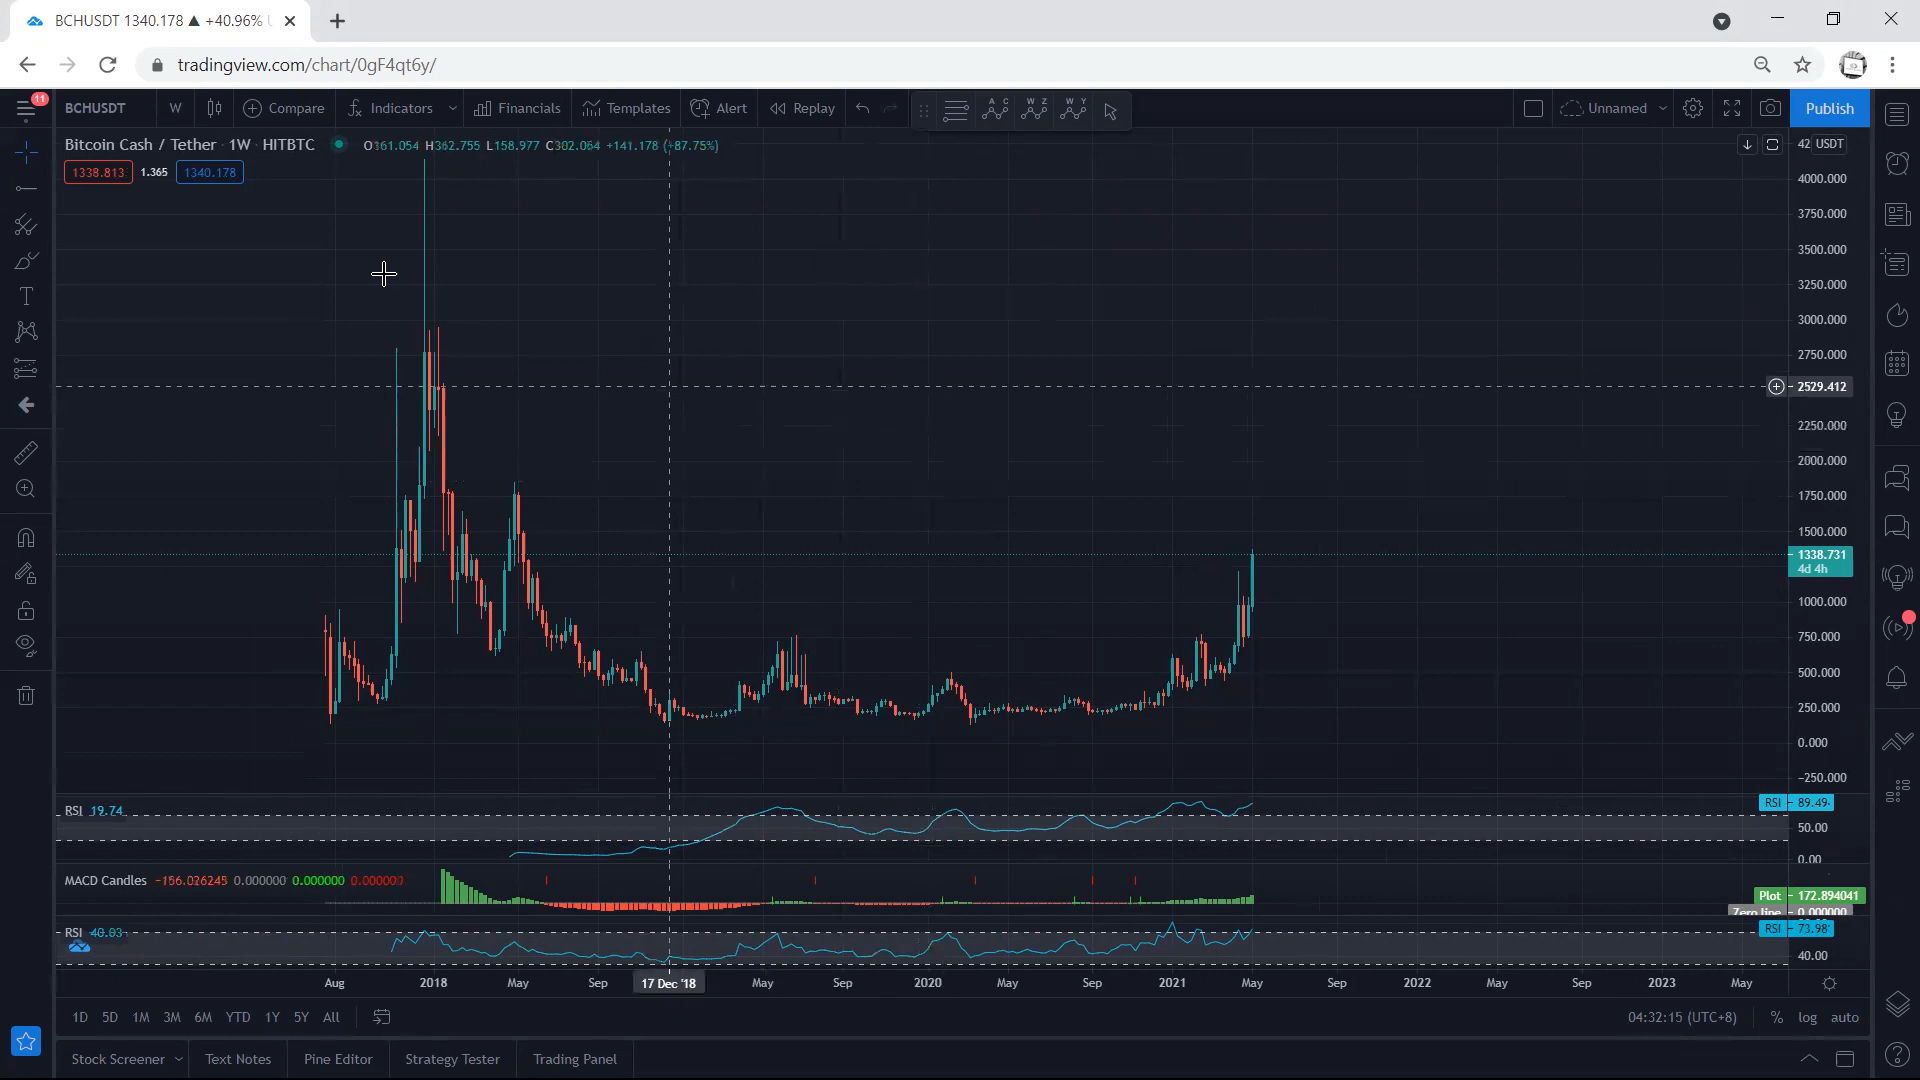 BCHUSDT 1340.178 ▲ +40.96%
tradingview.com/chart/0gF4qt6y/
11
BCHUSDT W Compare Indicators Financials Templates Alert Replay A C W Z W Y Unnamed Publish
Bitcoin Cash / Tether · 1W · HITBTC O161.054 H362.755 L158.977 C302.064 +141.178 (+87.75%)
1338.813 1.365 1340.178
42 USDT
4000.000
3750.000
3500.000
3250.000
3000.000
2750.000
2529.412
2250.000
2000.000
1750.000
1500.000
1338.731
4d 4h
1000.000
750.000
500.000
250.000
0.000
−250.000
RSI 19.74
RSI 89.49
50.00
0.00
MACD Candles −156.026245 0.000000 0.000000 0.000000
Plot 172.894041
Zero line 0.000000
RSI 40.03
RSI 73.98
40.00
Aug 2018 May Sep 17 Dec '18 May Sep 2020 May Sep 2021 May Sep 2022 May Sep 2023 May
1D 5D 1M 3M 6M YTD 1Y 5Y All 04:32:15 (UTC+8) % log auto
Stock Screener Text Notes Pine Editor Strategy Tester Trading Panel